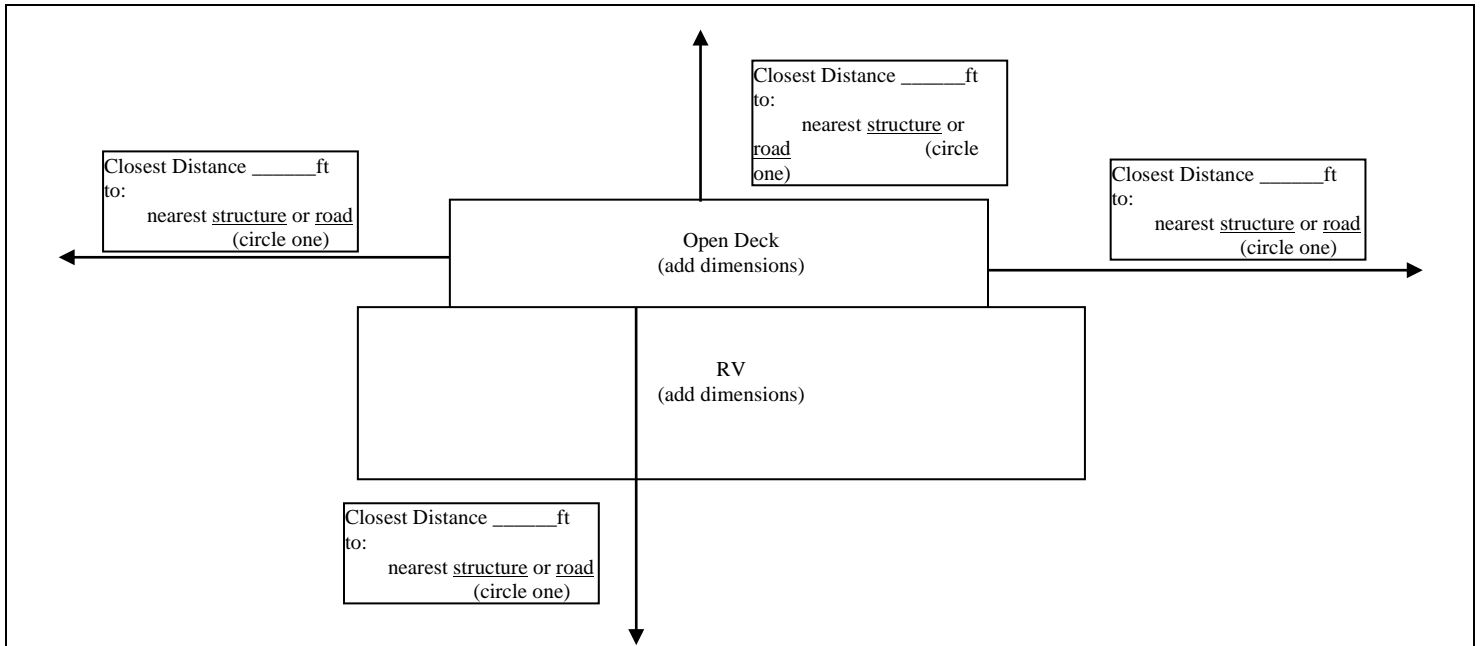 Closest Distance ______ft
to:
nearest structure or
road (circle
one)
Closest Distance ______ft
to:
nearest structure or road
(circle one)
Closest Distance ______ft
to:
nearest structure or road
(circle one)
Open Deck
(add dimensions)
RV
(add dimensions)
Closest Distance ______ft
to:
nearest structure or road
(circle one)